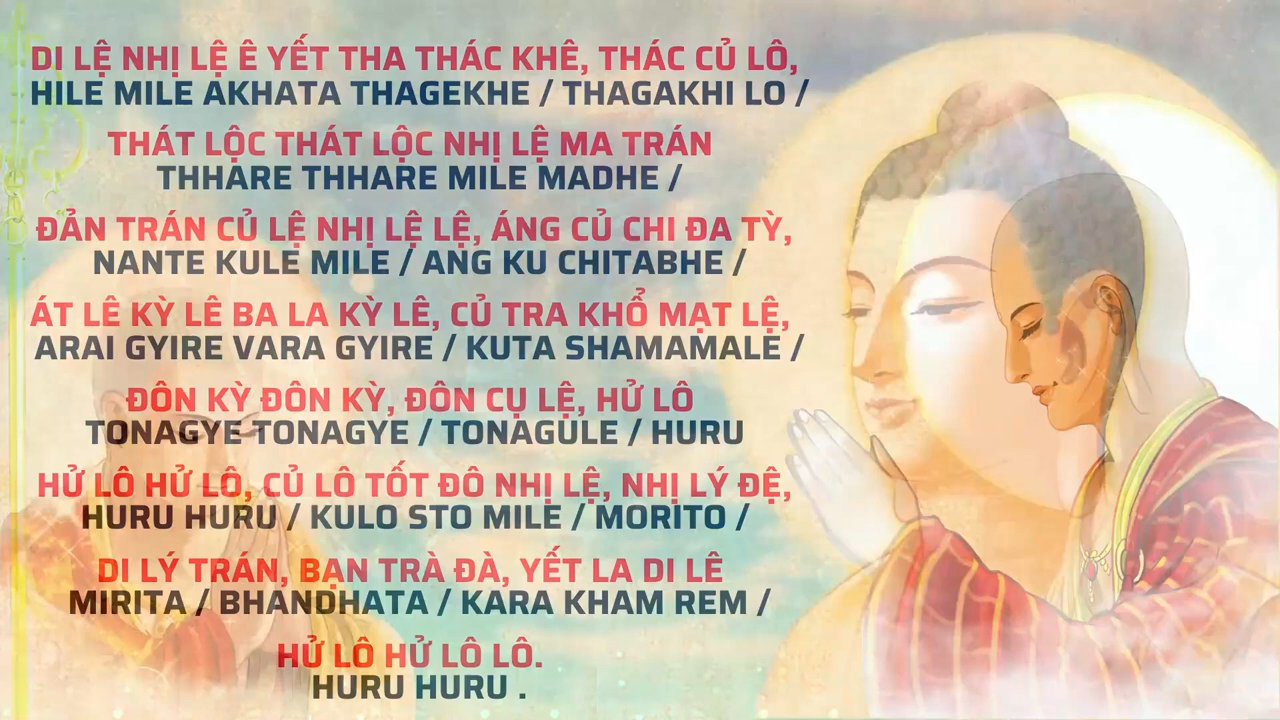 DI LỆ NHỊ LỆ Ê YẾT THA THÁC KHÊ, THÁC CỦ LÔ,
HILE MILE AKHATA THAGEKHE / THAGAKHI LO /
THÁT LỘC THÁT LỘC NHỊ LỆ MA TRÁN
THHARE THHARE MILE MADHE /
ĐẢN TRÁN CỦ LỆ NHỊ LỆ LỆ, ÁNG CỦ CHI ĐA TỲ,
NANTE KULE MILE / ANG KU CHITABHE /
ÁT LÊ KỲ LÊ BA LA KỲ LÊ, CỦ TRA KHỔ MẠT LỆ,
ARAI GYIRE VARA GYIRE / KUTA SHAMAMALE /
ĐÔN KỲ ĐÔN KỲ, ĐÔN CỤ LỆ, HỬ LÔ
TONAGYE TONAGYE / TONAGULE / HURU
HỬ LÔ HỬ LÔ, CỦ LÔ TỐT ĐÔ NHỊ LỆ, NHỊ LÝ ĐỆ,
HURU HURU / KULO STO MILE / MORITO /
DI LÝ TRÁN, BẠN TRÀ ĐÀ, YẾT LA DI LÊ
MIRITA / BHANDHATA / KARA KHAM REM /
HỬ LÔ HỬ LÔ LÔ.
HURU HURU .